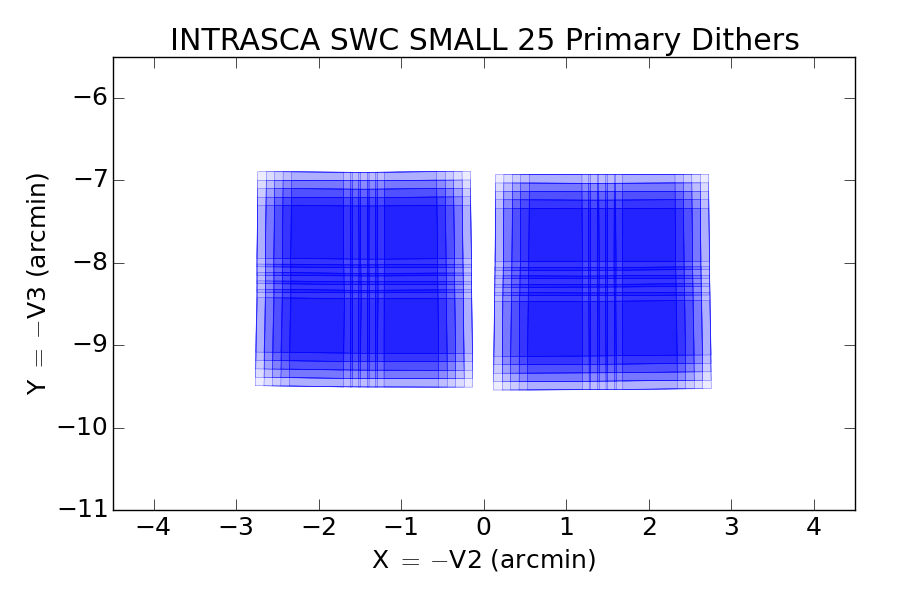 INTRASCA SWC SMALL 25 Primary Dithers
−6
−7
−8
−9
−10
−11
Y = −V3 (arcmin)
−4 −3 −2 −1 0 1 2 3 4
X = −V2 (arcmin)